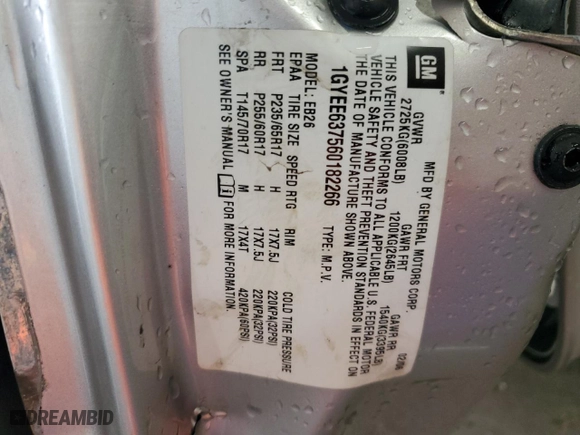 GM
MFD BY GENERAL MOTORS CORP. 02/06
GVWR GAWR FRT GAWR RR
2725KG(6008LB) 1200KG(2645LB) 1540KG(3395LB)
THIS VEHICLE CONFORMS TO ALL APPLICABLE U.S. FEDERAL MOTOR
VEHICLE SAFETY AND THEFT PREVENTION STANDARDS IN EFFECT ON
THE DATE OF MANUFACTURE SHOWN ABOVE.
1GYEE637560182266 TYPE: M.P.V.
MODEL: EB26
EPAA TIRE SIZE SPEED RTG RIM COLD TIRE PRESSURE
FRT P235/65R17 H 17X7.5J 220KPA(32PSI)
RR P255/60R17 H 17X7.5J 220KPA(32PSI)
SPA T145/70R17 M 17X4T 420KPA(60PSI)
SEE OWNER'S MANUAL FOR MORE INFORMATION.
DREAMBID